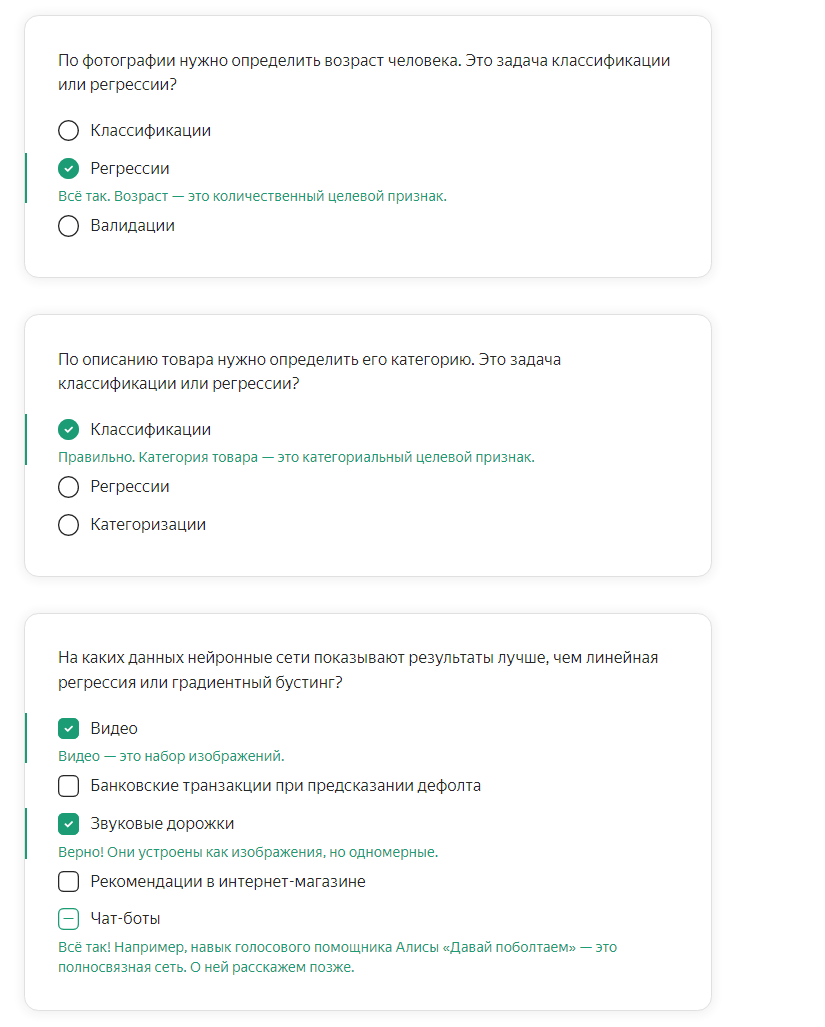 По фотографии нужно определить возраст человека. Это задача классификации
или регрессии?
Классификации
Регрессии
Всё так. Возраст — это количественный целевой признак.
Валидации
По описанию товара нужно определить его категорию. Это задача
классификации или регрессии?
Классификации
Правильно. Категория товара — это категориальный целевой признак.
Регрессии
Категоризации
На каких данных нейронные сети показывают результаты лучше, чем линейная
регрессия или градиентный бустинг?
Видео
Видео — это набор изображений.
Банковские транзакции при предсказании дефолта
Звуковые дорожки
Верно! Они устроены как изображения, но одномерные.
Рекомендации в интернет-магазине
Чат-боты
Всё так! Например, навык голосового помощника Алисы «Давай поболтаем» — это
полносвязная сеть. О ней расскажем позже.